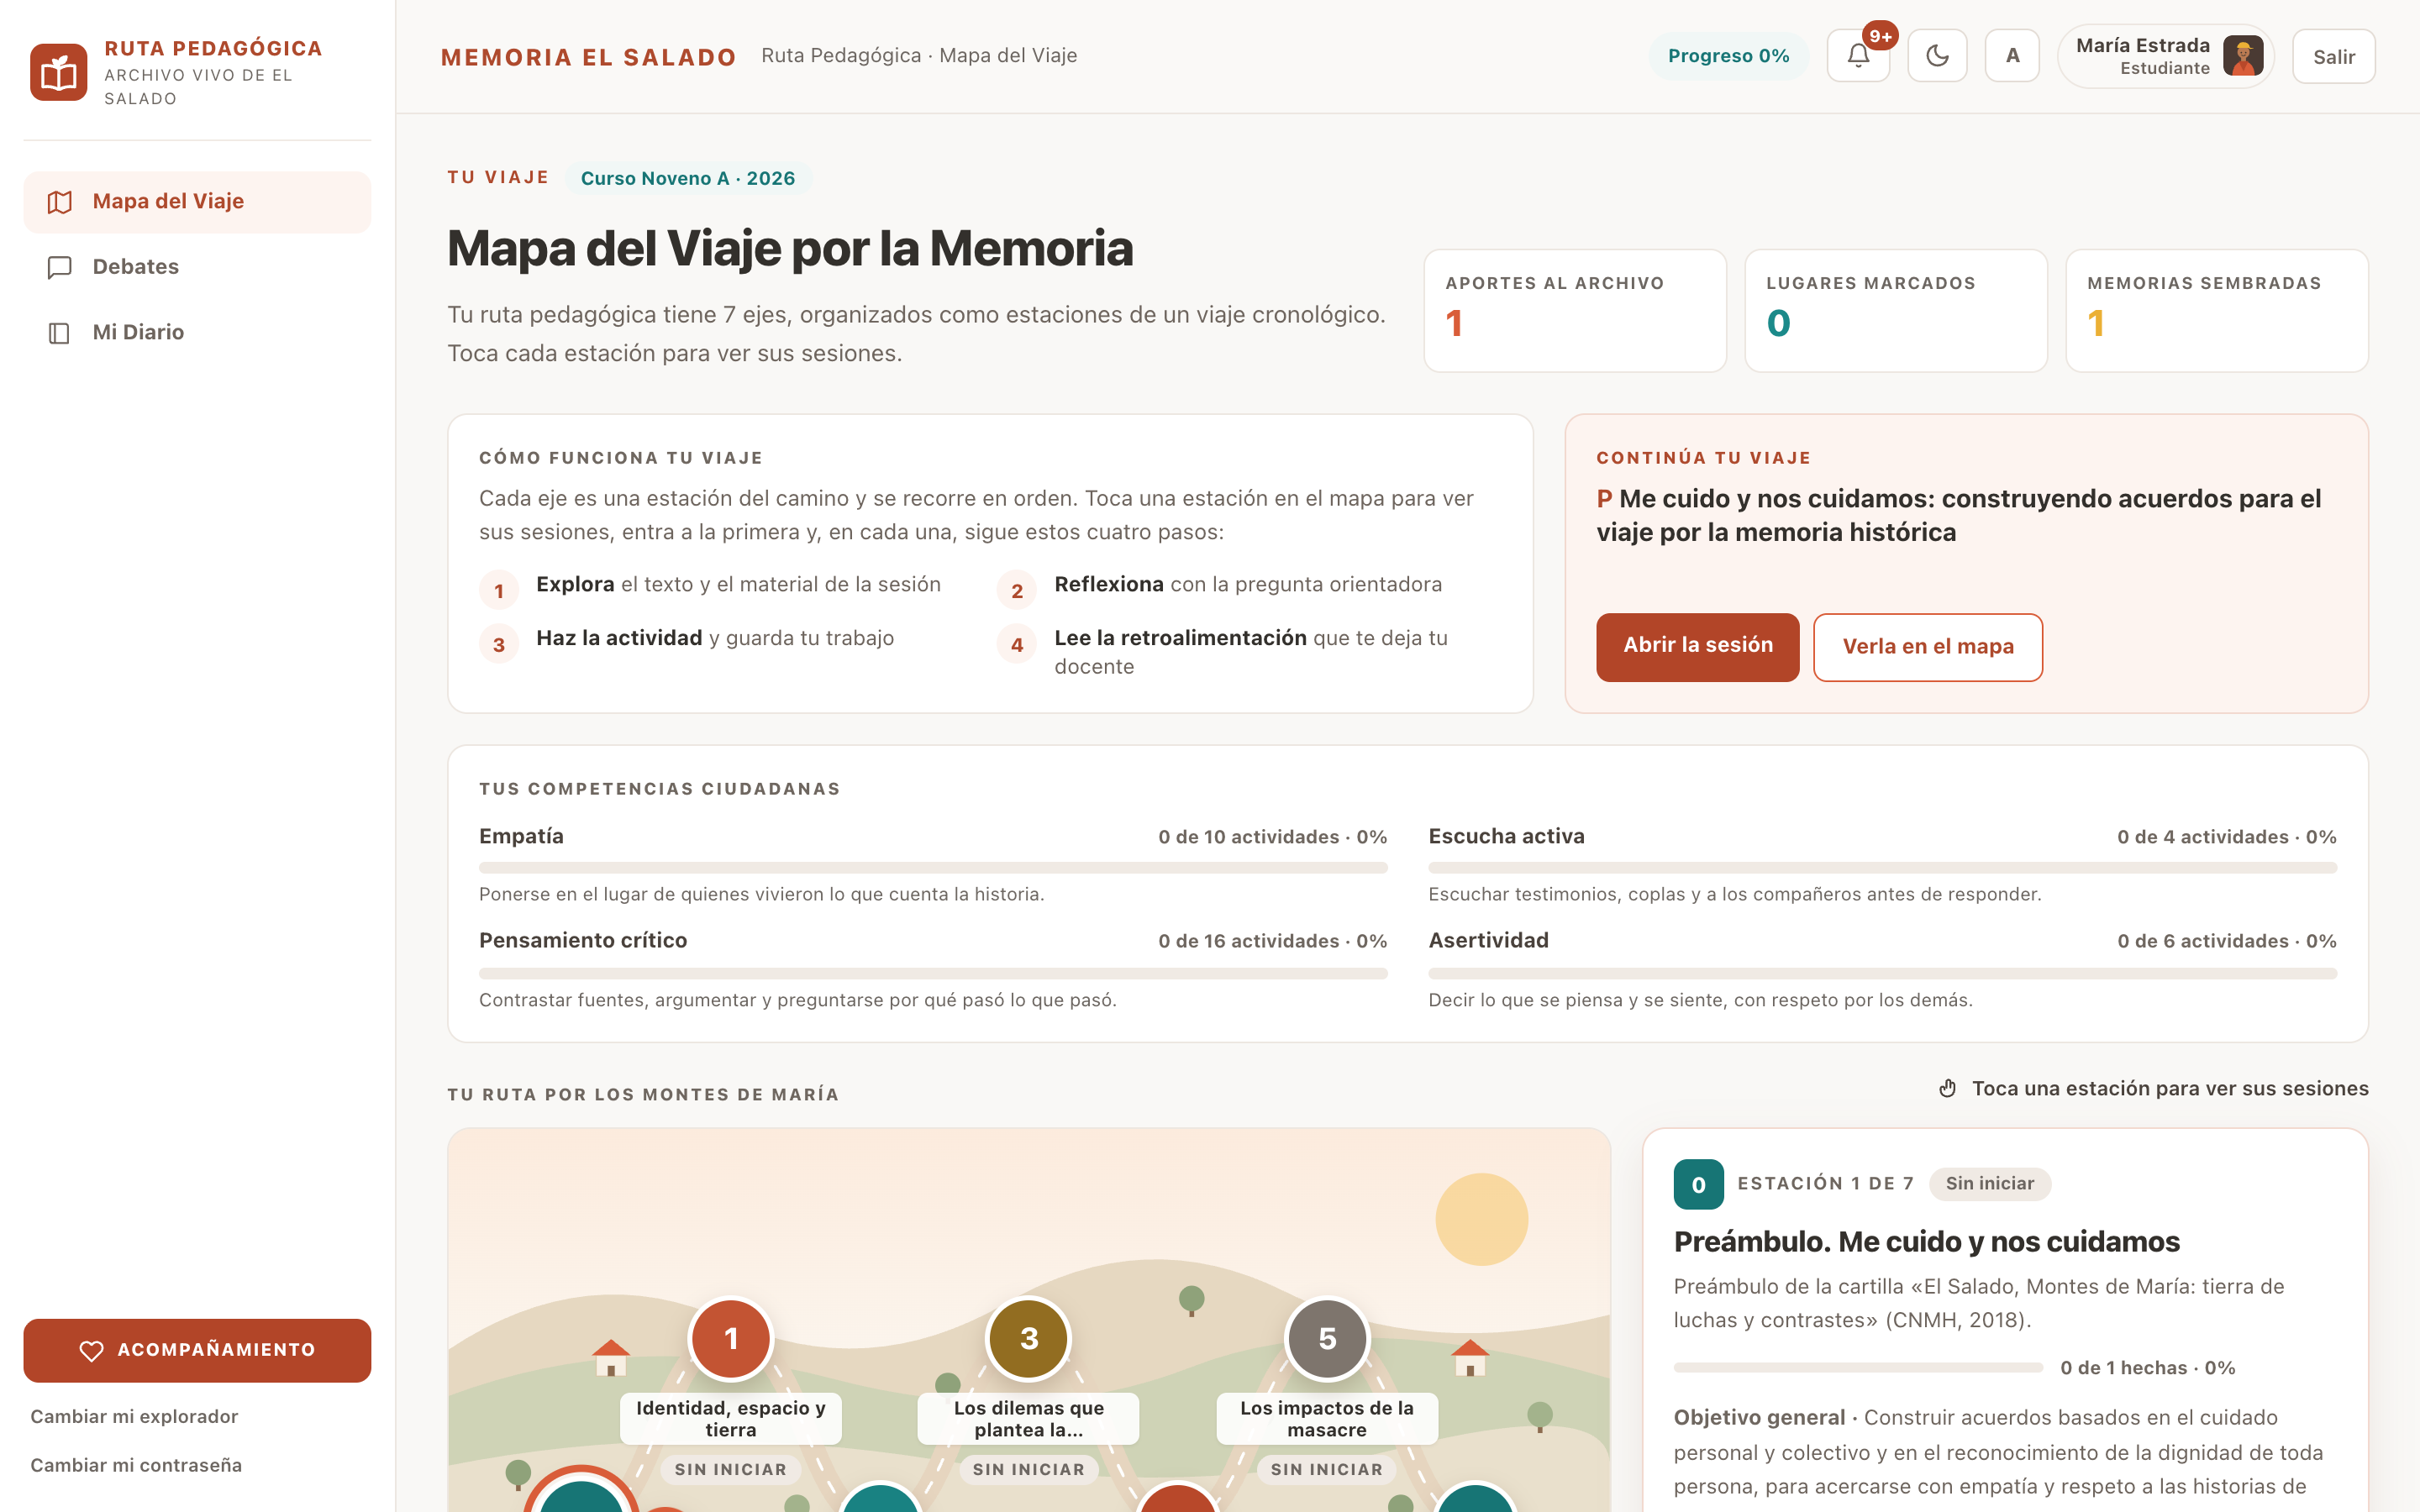 RUTA PEDAGÓGICA
ARCHIVO VIVO DE EL
SALADO
Mapa del Viaje
Debates
Mi Diario
ACOMPAÑAMIENTO
Cambiar mi explorador
Cambiar mi contraseña
MEMORIA EL SALADO
Ruta Pedagógica · Mapa del Viaje
Progreso 0%
9+
A
María Estrada
Estudiante
Salir
TU VIAJE
Curso Noveno A · 2026
Mapa del Viaje por la Memoria
Tu ruta pedagógica tiene 7 ejes, organizados como estaciones de un viaje cronológico.
Toca cada estación para ver sus sesiones.
APORTES AL ARCHIVO
1
LUGARES MARCADOS
0
MEMORIAS SEMBRADAS
1
CÓMO FUNCIONA TU VIAJE
Cada eje es una estación del camino y se recorre en orden. Toca una estación en el mapa para ver
sus sesiones, entra a la primera y, en cada una, sigue estos cuatro pasos:
1 Explora el texto y el material de la sesión
2 Reflexiona con la pregunta orientadora
3 Haz la actividad y guarda tu trabajo
4 Lee la retroalimentación que te deja tu
docente
CONTINÚA TU VIAJE
P Me cuido y nos cuidamos: construyendo acuerdos para el
viaje por la memoria histórica
Abrir la sesión
Verla en el mapa
TUS COMPETENCIAS CIUDADANAS
Empatía
0 de 10 actividades · 0%
Ponerse en el lugar de quienes vivieron lo que cuenta la historia.
Escucha activa
0 de 4 actividades · 0%
Escuchar testimonios, coplas y a los compañeros antes de responder.
Pensamiento crítico
0 de 16 actividades · 0%
Contrastar fuentes, argumentar y preguntarse por qué pasó lo que pasó.
Asertividad
0 de 6 actividades · 0%
Decir lo que se piensa y se siente, con respeto por los demás.
TU RUTA POR LOS MONTES DE MARÍA
Toca una estación para ver sus sesiones
1
Identidad, espacio y
tierra
SIN INICIAR
3
Los dilemas que
plantea la...
SIN INICIAR
5
Los impactos de la
masacre
SIN INICIAR
0
ESTACIÓN 1 DE 7
Sin iniciar
Preámbulo. Me cuido y nos cuidamos
Preámbulo de la cartilla «El Salado, Montes de María: tierra de
luchas y contrastes» (CNMH, 2018).
0 de 1 hechas · 0%
Objetivo general · Construir acuerdos basados en el cuidado
personal y colectivo y en el reconocimiento de la dignidad de toda
persona, para acercarse con empatía y respeto a las historias de